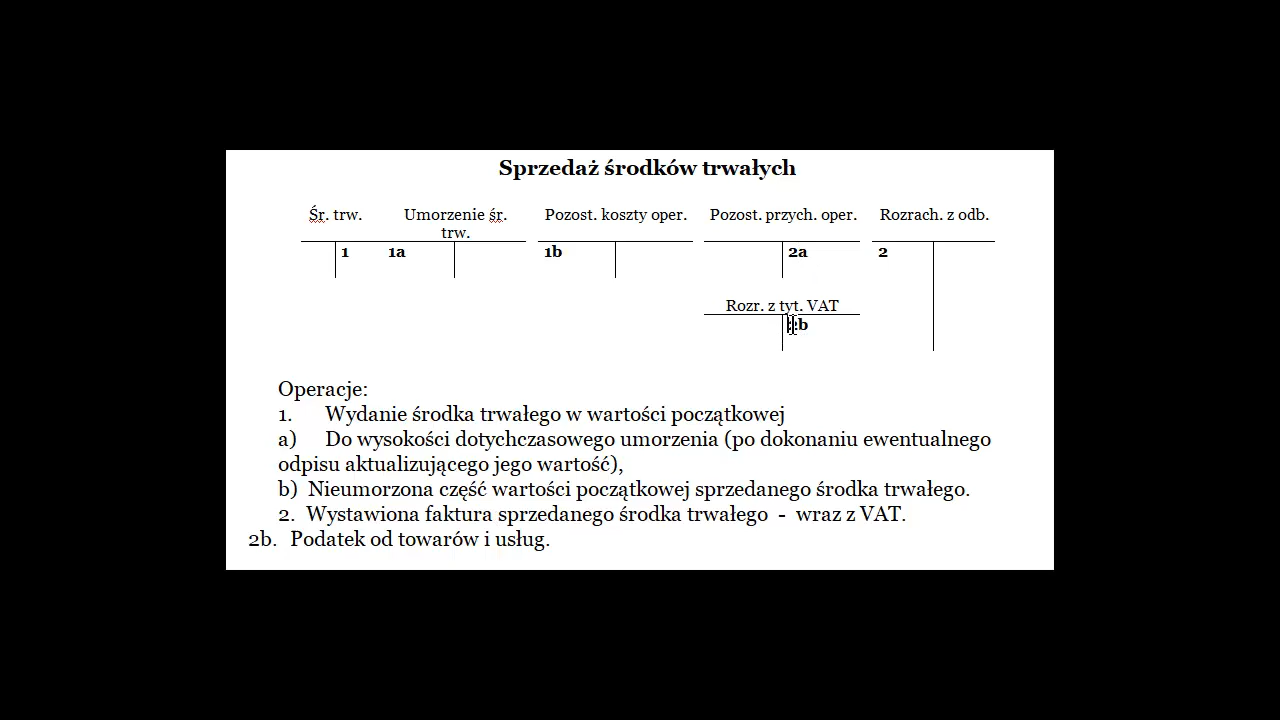 Sprzedaż środków trwałych
Śr. trw. Umorzenie śr. trw. Pozost. koszty oper. Pozost. przych. oper. Rozrach. z odb.
1 1a 1b 2a 2
Rozr. z tyt. VAT
2b
Operacje:
1. Wydanie środka trwałego w wartości początkowej
a) Do wysokości dotychczasowego umorzenia (po dokonaniu ewentualnego
odpisu aktualizującego jego wartość),
b) Nieumorzona część wartości początkowej sprzedanego środka trwałego.
2. Wystawiona faktura sprzedanego środka trwałego - wraz z VAT.
2b. Podatek od towarów i usług.